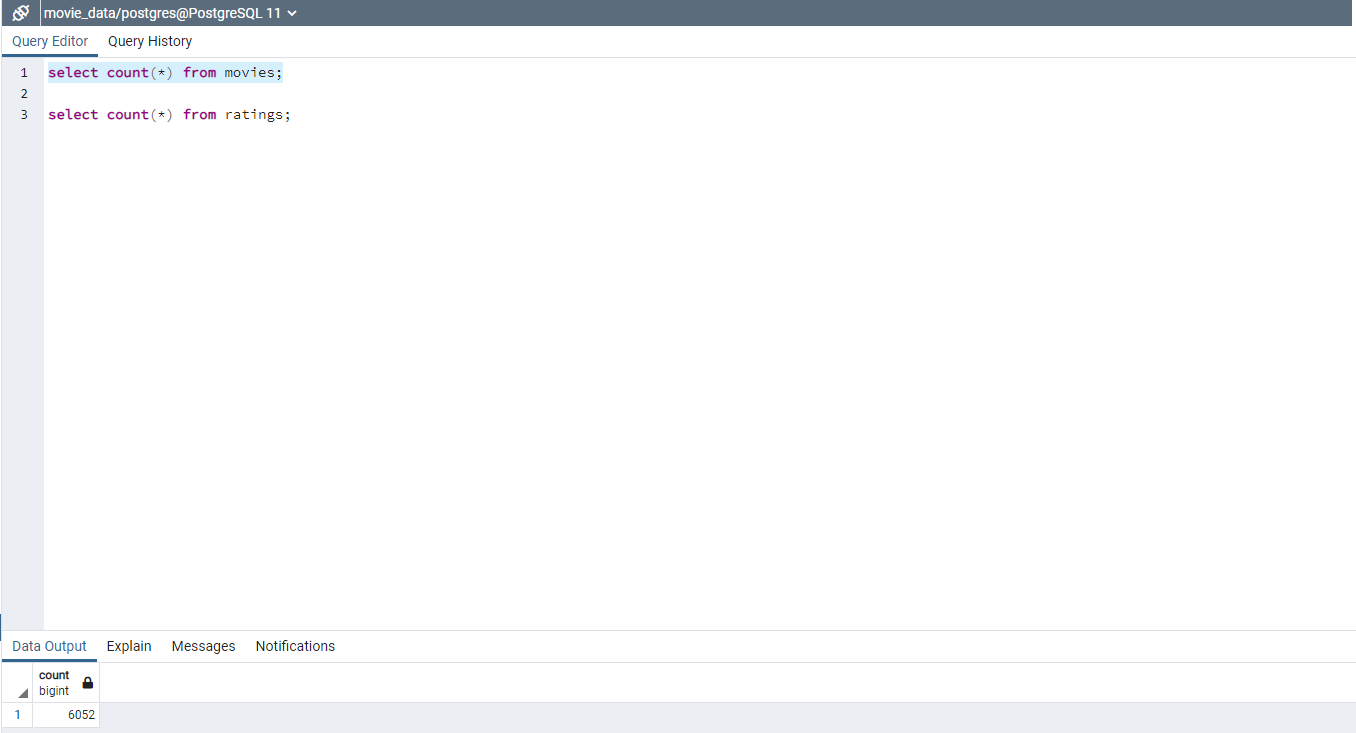 movie_data/postgres@PostgreSQL 11
Query Editor Query History
1 select count(*) from movies;
2
3 select count(*) from ratings;
Data Output Explain Messages Notifications
count
bigint
1 6052